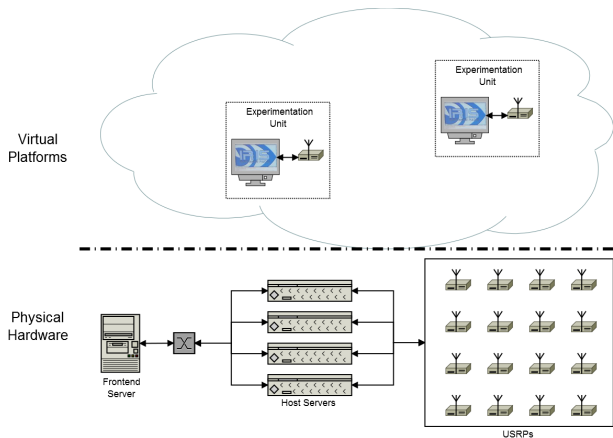 Virtual
Platforms
Experimentation
Unit
Experimentation
Unit
Physical
Hardware
Frontend
Server
Host Servers
USRPs